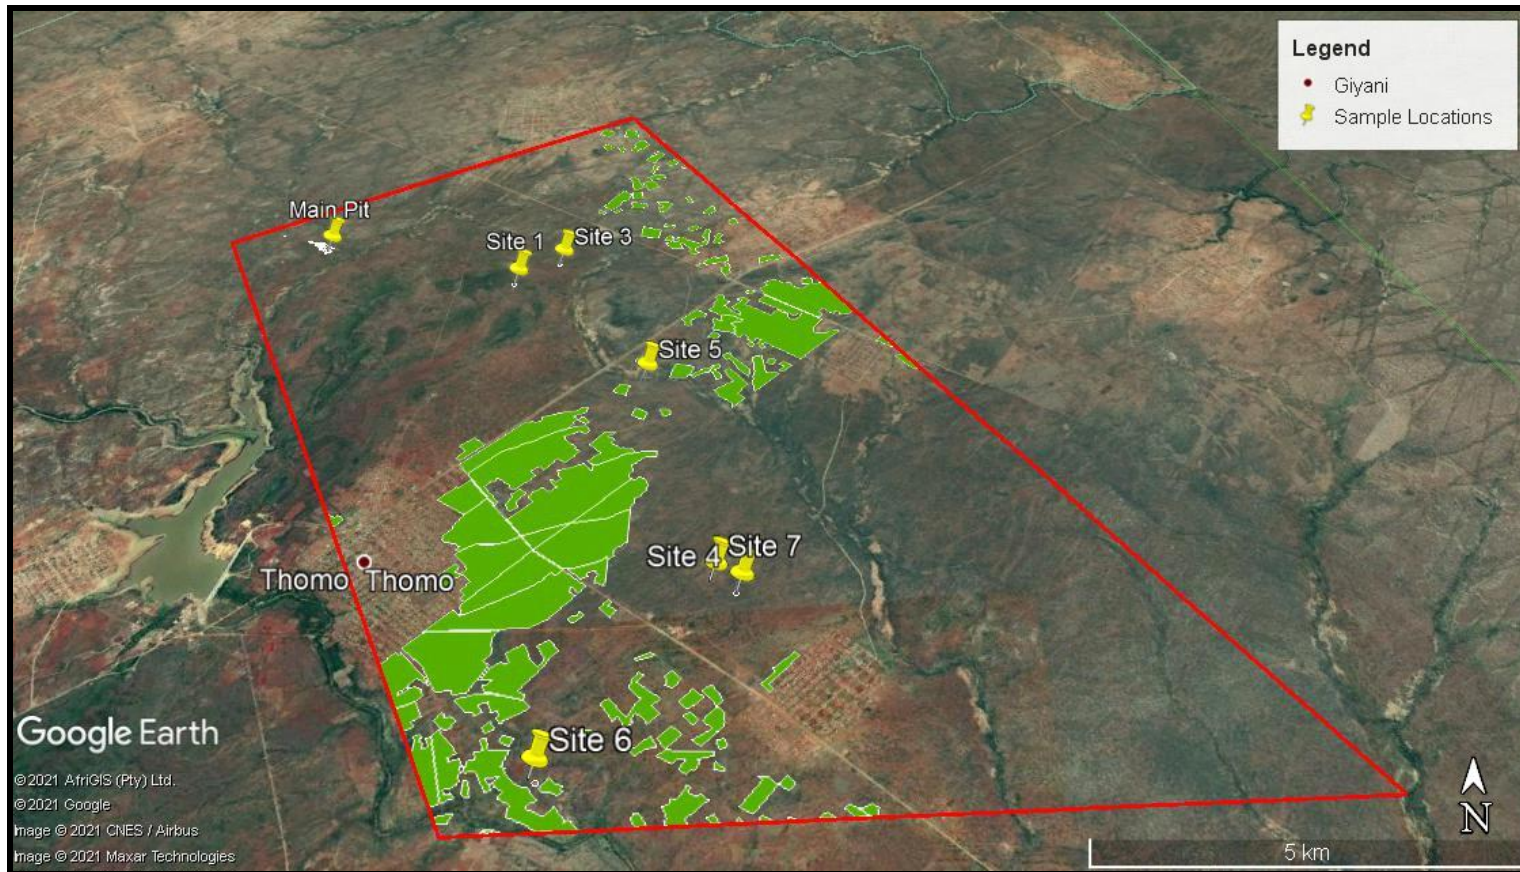 Legend
Giyani
Sample Locations
Main Pit
Site 1
Site 3
Site 5
Site 4
Site 7
Thomo
Thomo
Site 6
Google Earth
©2021 AfriGIS (Pty) Ltd.
©2021 Google
Image © 2021 CNES / Airbus
Image © 2021 Maxar Technologies
N
5 km